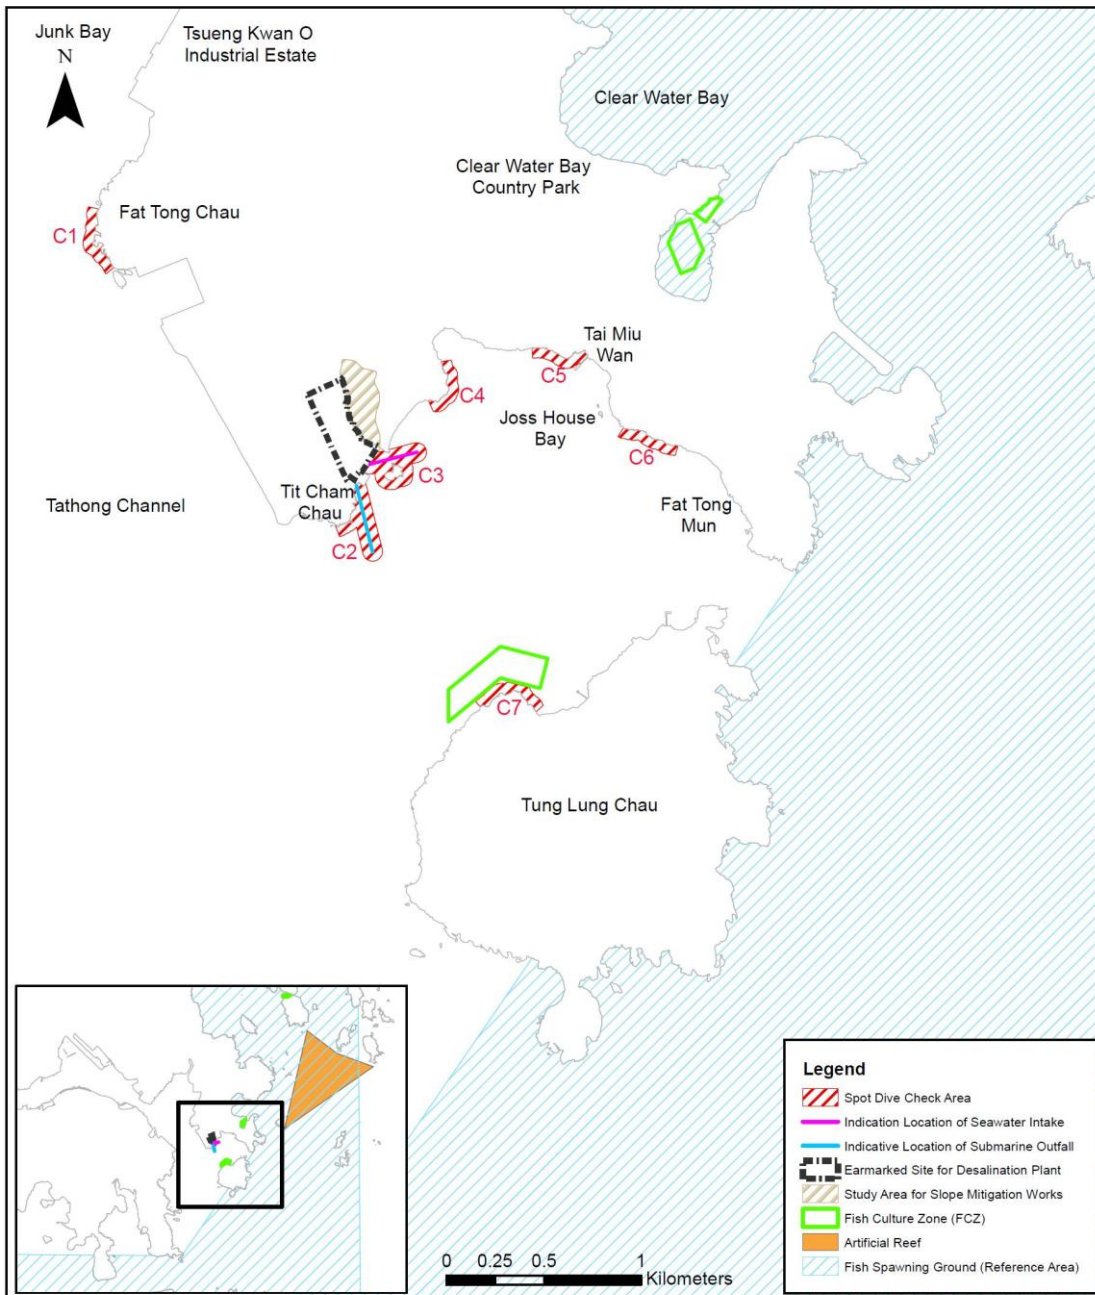 Junk Bay
N
Tsueng Kwan O
Industrial Estate
Clear Water Bay
Clear Water Bay
Country Park
Fat Tong Chau
C1
Tai Miu
Wan
C5
C4
Joss House
Bay
C6
C3
Tit Cham
Chau
Tathong Channel
Fat Tong
Mun
C2
C7
Tung Lung Chau
Legend
Spot Dive Check Area
Indication Location of Seawater Intake
Indicative Location of Submarine Outfall
Earmarked Site for Desalination Plant
Study Area for Slope Mitigation Works
Fish Culture Zone (FCZ)
Artificial Reef
Fish Spawning Ground (Reference Area)
0 0.25 0.5 1
Kilometers